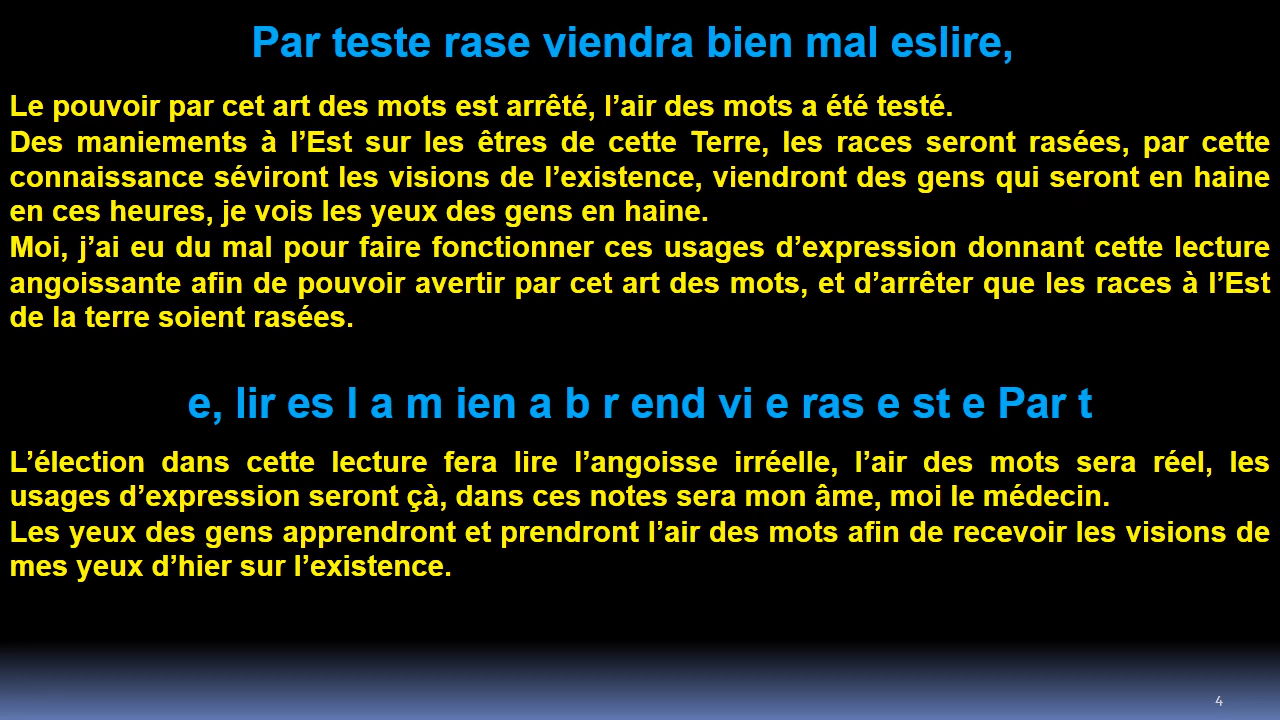 Par teste rase viendra bien mal eslire,
Le pouvoir par cet art des mots est arrêté, l’air des mots a été testé.
Des maniements à l’Est sur les êtres de cette Terre, les races seront rasées, par cette
connaissance séviront les visions de l’existence, viendront des gens qui seront en haine
en ces heures, je vois les yeux des gens en haine.
Moi, j’ai eu du mal pour faire fonctionner ces usages d’expression donnant cette lecture
angoissante afin de pouvoir avertir par cet art des mots, et d’arrêter que les races à l’Est
de la terre soient rasées.
e, lir es l a m ien a b r end vi e ras e st e Par t
L’élection dans cette lecture fera lire l’angoisse irréelle, l’air des mots sera réel, les
usages d’expression seront çà, dans ces notes sera mon âme, moi le médecin.
Les yeux des gens apprendront et prendront l’air des mots afin de recevoir les visions de
mes yeux d’hier sur l’existence.
4